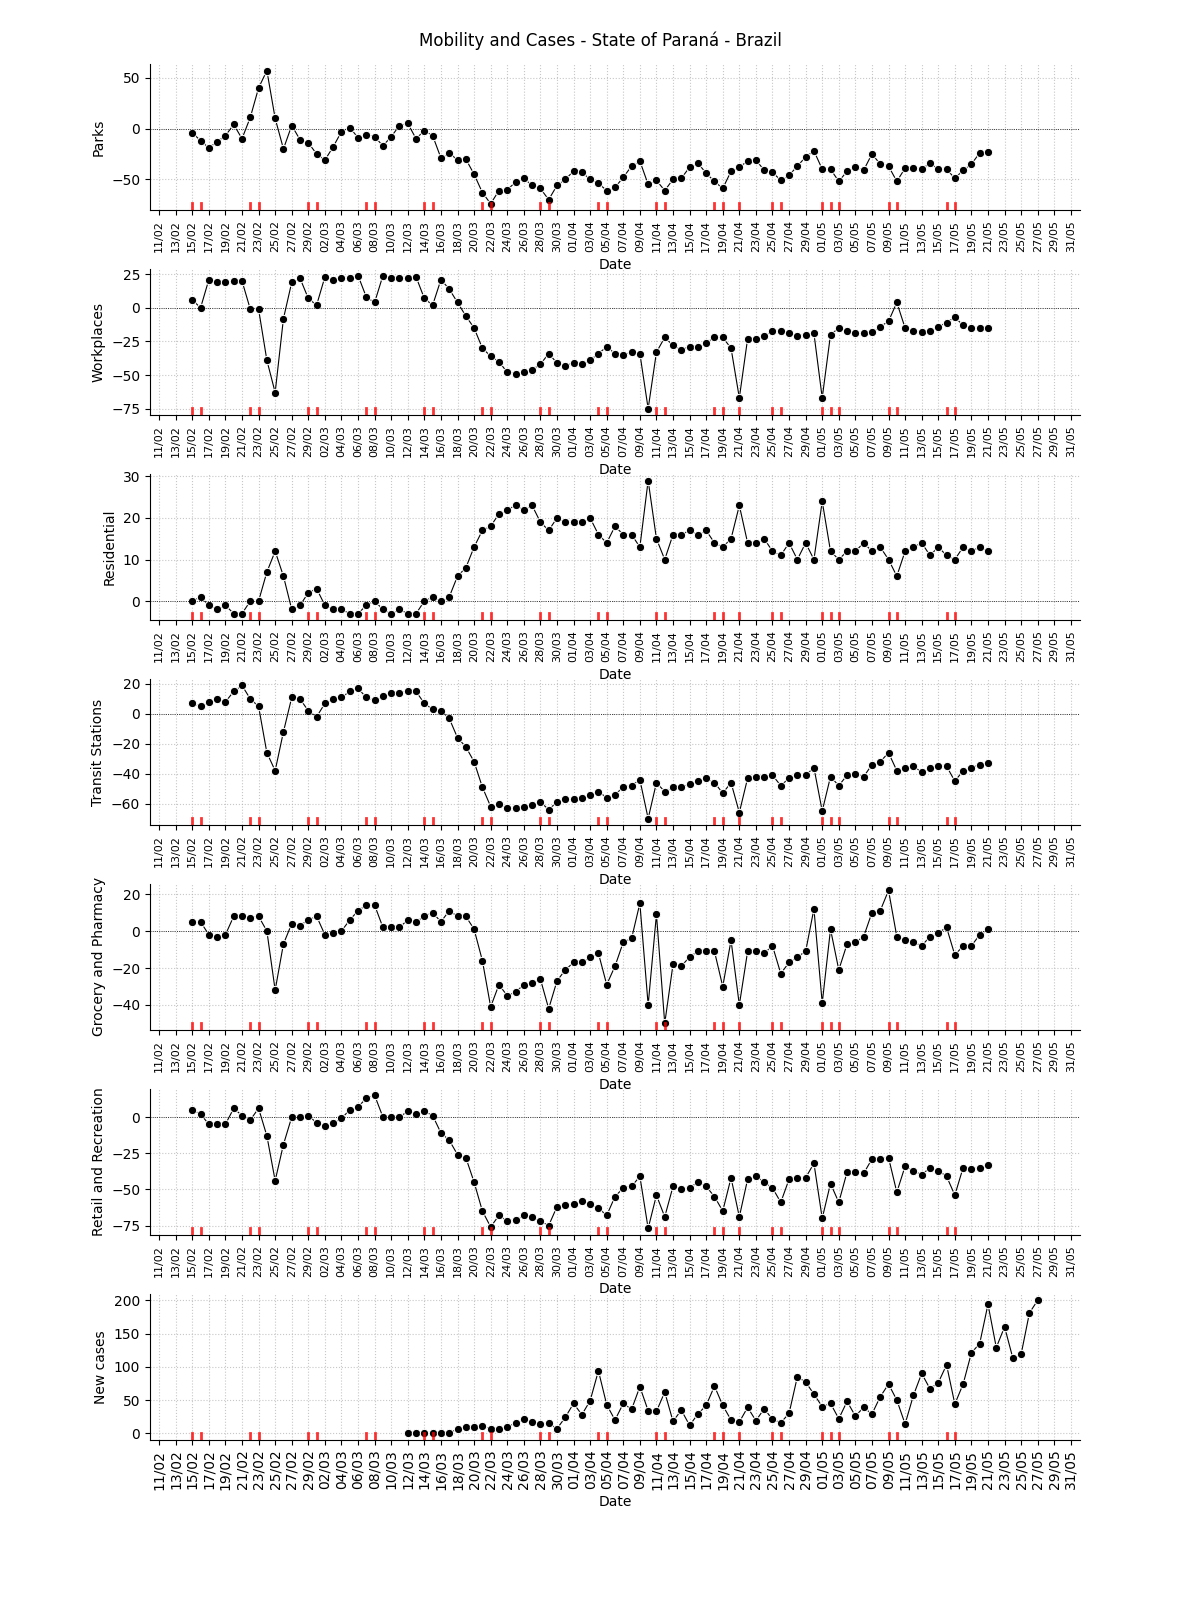 Mobility and Cases - State of Paraná - Brazil
Parks
50
0
−50
11/02 13/02 15/02 17/02 19/02 21/02 23/02 25/02 27/02 29/02 02/03 04/03 06/03 08/03 10/03 12/03 14/03 16/03 18/03 20/03 22/03 24/03 26/03 28/03 30/03 01/04 03/04 05/04 07/04 09/04 11/04 13/04 15/04 17/04 19/04 21/04 23/04 25/04 27/04 29/04 01/05 03/05 05/05 07/05 09/05 11/05 13/05 15/05 17/05 19/05 21/05 23/05 25/05 27/05 29/05 31/05
Date
Workplaces
25
0
−25
−50
−75
11/02 13/02 15/02 17/02 19/02 21/02 23/02 25/02 27/02 29/02 02/03 04/03 06/03 08/03 10/03 12/03 14/03 16/03 18/03 20/03 22/03 24/03 26/03 28/03 30/03 01/04 03/04 05/04 07/04 09/04 11/04 13/04 15/04 17/04 19/04 21/04 23/04 25/04 27/04 29/04 01/05 03/05 05/05 07/05 09/05 11/05 13/05 15/05 17/05 19/05 21/05 23/05 25/05 27/05 29/05 31/05
Date
Residential
30
20
10
0
11/02 13/02 15/02 17/02 19/02 21/02 23/02 25/02 27/02 29/02 02/03 04/03 06/03 08/03 10/03 12/03 14/03 16/03 18/03 20/03 22/03 24/03 26/03 28/03 30/03 01/04 03/04 05/04 07/04 09/04 11/04 13/04 15/04 17/04 19/04 21/04 23/04 25/04 27/04 29/04 01/05 03/05 05/05 07/05 09/05 11/05 13/05 15/05 17/05 19/05 21/05 23/05 25/05 27/05 29/05 31/05
Date
Transit Stations
20
0
−20
−40
−60
11/02 13/02 15/02 17/02 19/02 21/02 23/02 25/02 27/02 29/02 02/03 04/03 06/03 08/03 10/03 12/03 14/03 16/03 18/03 20/03 22/03 24/03 26/03 28/03 30/03 01/04 03/04 05/04 07/04 09/04 11/04 13/04 15/04 17/04 19/04 21/04 23/04 25/04 27/04 29/04 01/05 03/05 05/05 07/05 09/05 11/05 13/05 15/05 17/05 19/05 21/05 23/05 25/05 27/05 29/05 31/05
Date
Grocery and Pharmacy
20
0
−20
−40
11/02 13/02 15/02 17/02 19/02 21/02 23/02 25/02 27/02 29/02 02/03 04/03 06/03 08/03 10/03 12/03 14/03 16/03 18/03 20/03 22/03 24/03 26/03 28/03 30/03 01/04 03/04 05/04 07/04 09/04 11/04 13/04 15/04 17/04 19/04 21/04 23/04 25/04 27/04 29/04 01/05 03/05 05/05 07/05 09/05 11/05 13/05 15/05 17/05 19/05 21/05 23/05 25/05 27/05 29/05 31/05
Date
Retail and Recreation
0
−25
−50
−75
11/02 13/02 15/02 17/02 19/02 21/02 23/02 25/02 27/02 29/02 02/03 04/03 06/03 08/03 10/03 12/03 14/03 16/03 18/03 20/03 22/03 24/03 26/03 28/03 30/03 01/04 03/04 05/04 07/04 09/04 11/04 13/04 15/04 17/04 19/04 21/04 23/04 25/04 27/04 29/04 01/05 03/05 05/05 07/05 09/05 11/05 13/05 15/05 17/05 19/05 21/05 23/05 25/05 27/05 29/05 31/05
Date
New cases
200
150
100
50
0
11/02 13/02 15/02 17/02 19/02 21/02 23/02 25/02 27/02 29/02 02/03 04/03 06/03 08/03 10/03 12/03 14/03 16/03 18/03 20/03 22/03 24/03 26/03 28/03 30/03 01/04 03/04 05/04 07/04 09/04 11/04 13/04 15/04 17/04 19/04 21/04 23/04 25/04 27/04 29/04 01/05 03/05 05/05 07/05 09/05 11/05 13/05 15/05 17/05 19/05 21/05 23/05 25/05 27/05 29/05 31/05
Date